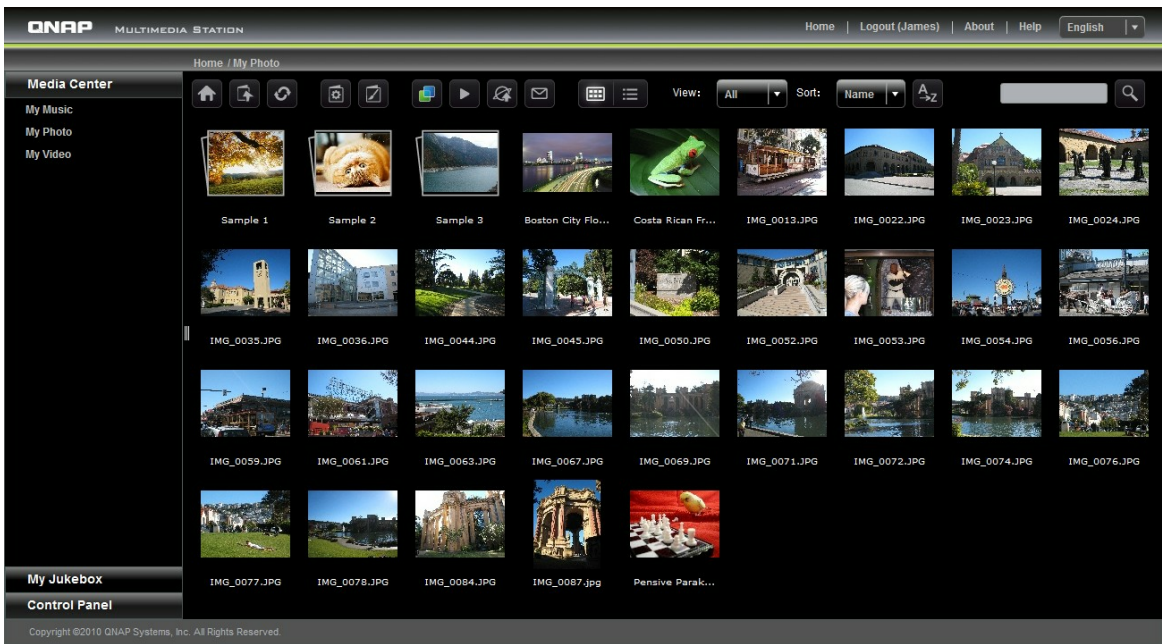 QNAP MULTIMEDIA STATION
Home | Logout (James) | About | Help English
Home / My Photo
Media Center
My Music
My Photo
My Video
View: All Sort: Name A→Z
Sample 1 Sample 2 Sample 3 Boston City Flo... Costa Rican Fr... IMG_0013.JPG IMG_0022.JPG IMG_0023.JPG IMG_0024.JPG
IMG_0035.JPG IMG_0036.JPG IMG_0044.JPG IMG_0045.JPG IMG_0050.JPG IMG_0052.JPG IMG_0053.JPG IMG_0054.JPG IMG_0056.JPG
IMG_0059.JPG IMG_0061.JPG IMG_0063.JPG IMG_0067.JPG IMG_0069.JPG IMG_0071.JPG IMG_0072.JPG IMG_0074.JPG IMG_0076.JPG
IMG_0077.JPG IMG_0078.JPG IMG_0084.JPG IMG_0087.jpg Pensive Parak...
My Jukebox
Control Panel
Copyright ©2010 QNAP Systems, Inc. All Rights Reserved.